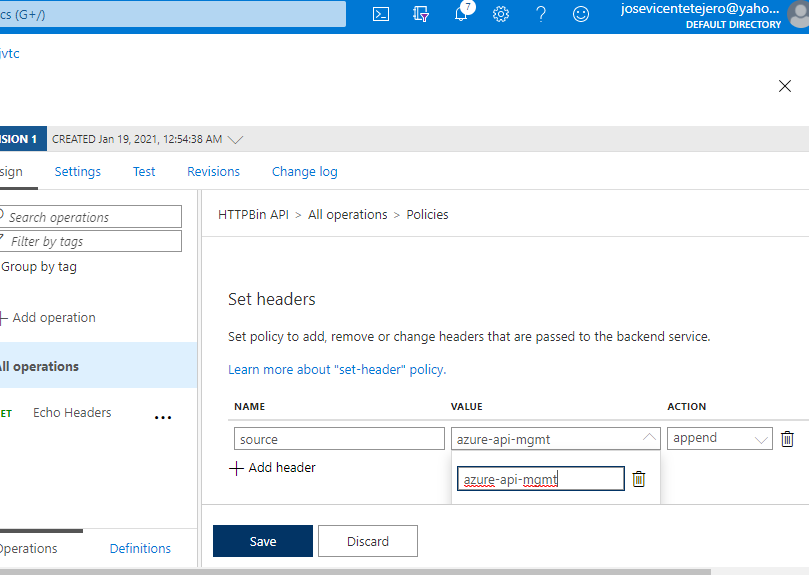 cs (G+/)
7
josevicentetejero@yaho...
DEFAULT DIRECTORY
jvtc
ISION 1
CREATED Jan 19, 2021, 12:54:38 AM
sign
Settings
Test
Revisions
Change log
Search operations
Filter by tags
Group by tag
Add operation
All operations
ET
Echo Headers
...
Operations
Definitions
HTTPBin API > All operations > Policies
Set headers
Set policy to add, remove or change headers that are passed to the backend service.
Learn more about "set-header" policy.
NAME
VALUE
ACTION
source
azure-api-mgmt
append
+ Add header
azure-api-mgmt
Save
Discard